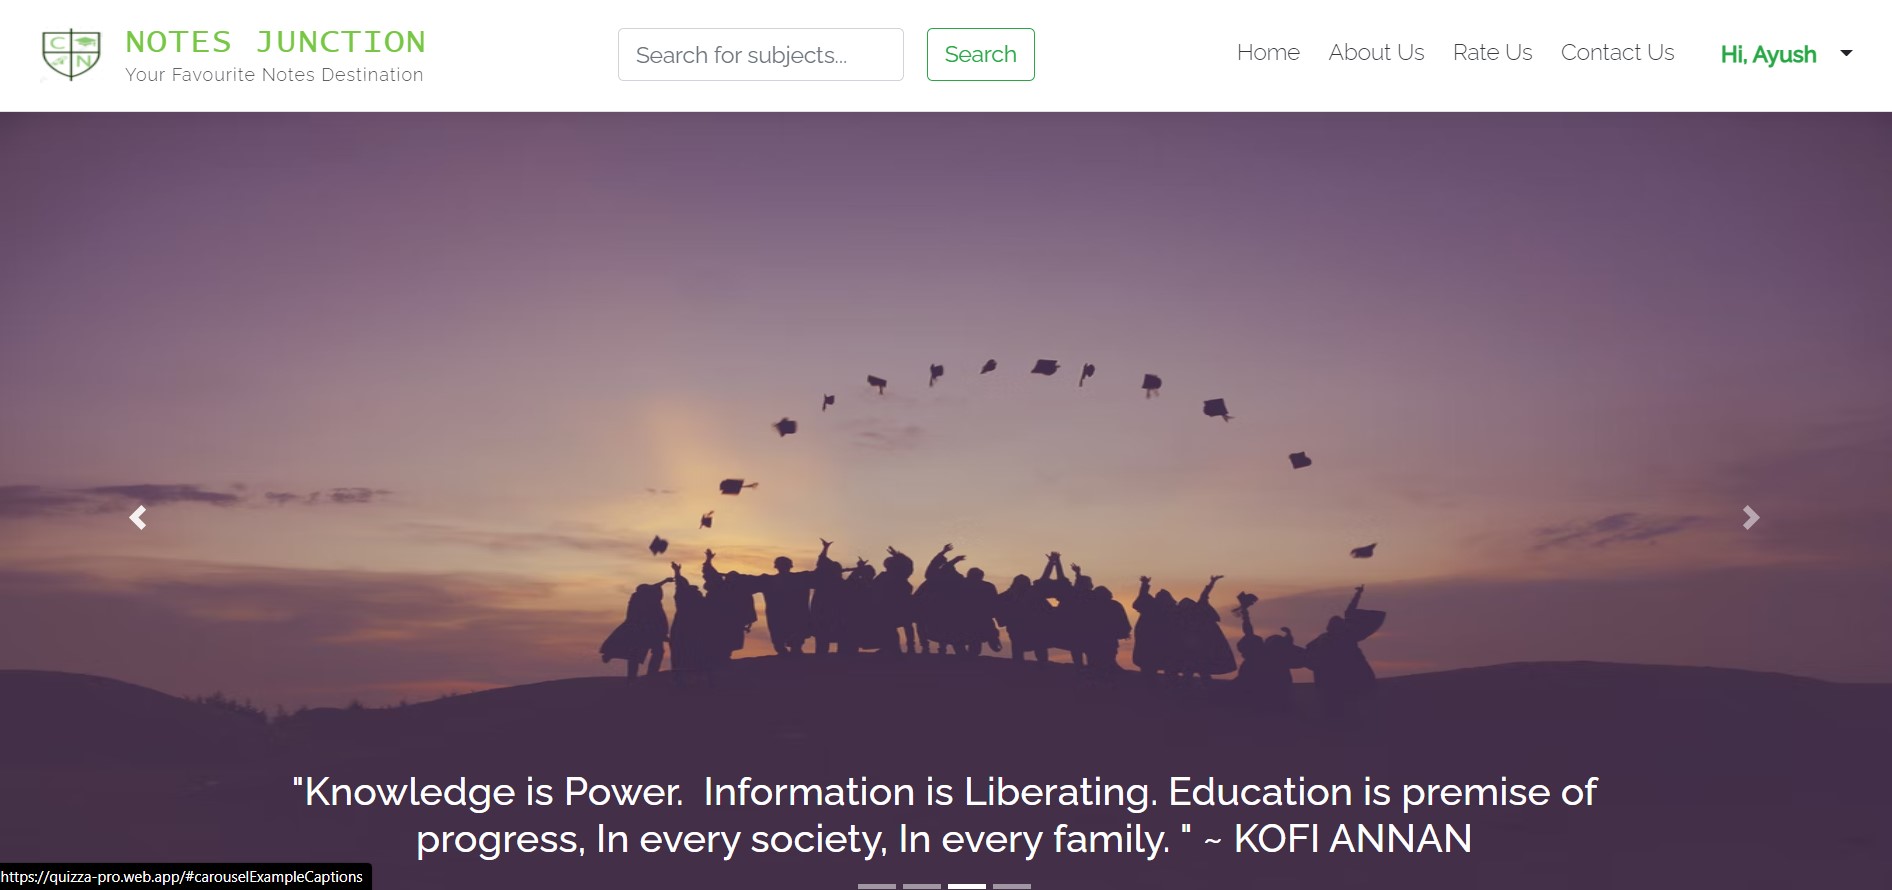 C N
NOTES JUNCTION
Your Favourite Notes Destination
Search for subjects...
Search
Home
About Us
Rate Us
Contact Us
Hi, Ayush
"Knowledge is Power.  Information is Liberating. Education is premise of
progress, In every society, In every family. " ~ KOFI ANNAN
https://quizza-pro.web.app/#carouselExampleCaptions